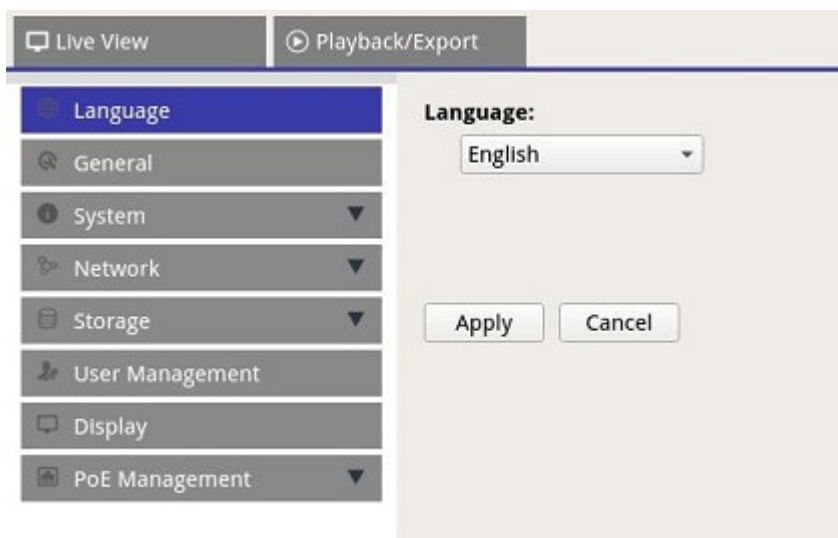 Live View
Playback/Export
Language
General
System
Network
Storage
User Management
Display
PoE Management
Language:
English
Apply
Cancel